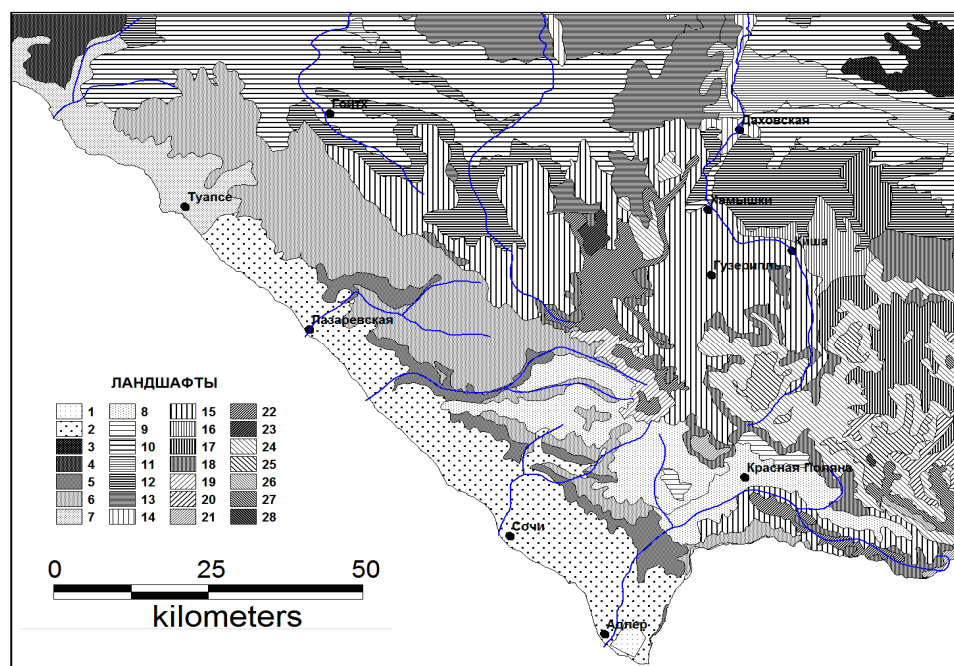 Гойтх
Даховская
Туапсе
Хамышки
Киша
Гузерипль
Лазаревская
ЛАНДШАФТЫ
1 8 15 22
2 9 16 23
3 10 17 24
4 11 18 25
5 12 19 26
6 13 20 27
7 14 21 28
Красная Поляна
Сочи
0 25 50
kilometers
Адлер